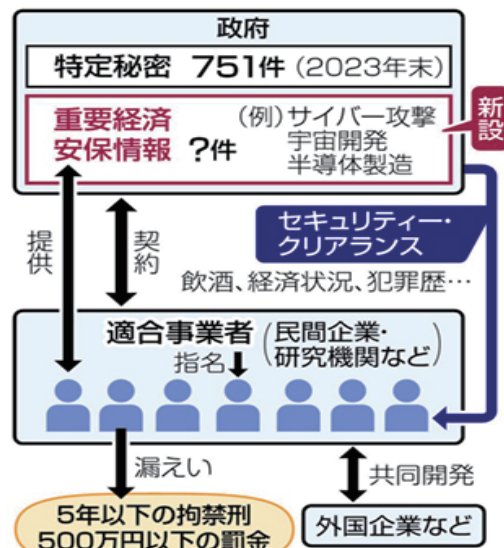 政府
特定秘密 751件 (2023年末)
重要経済
安保情報 ?件
(例)サイバー攻撃
宇宙開発
半導体製造
新設
提供
契約
セキュリティー・
クリアランス
飲酒、経済状況、犯罪歴…
適合事業者
(民間企業・
研究機関など)
指名
漏えい
共同開発
5年以下の拘禁刑
500万円以下の罰金
外国企業など